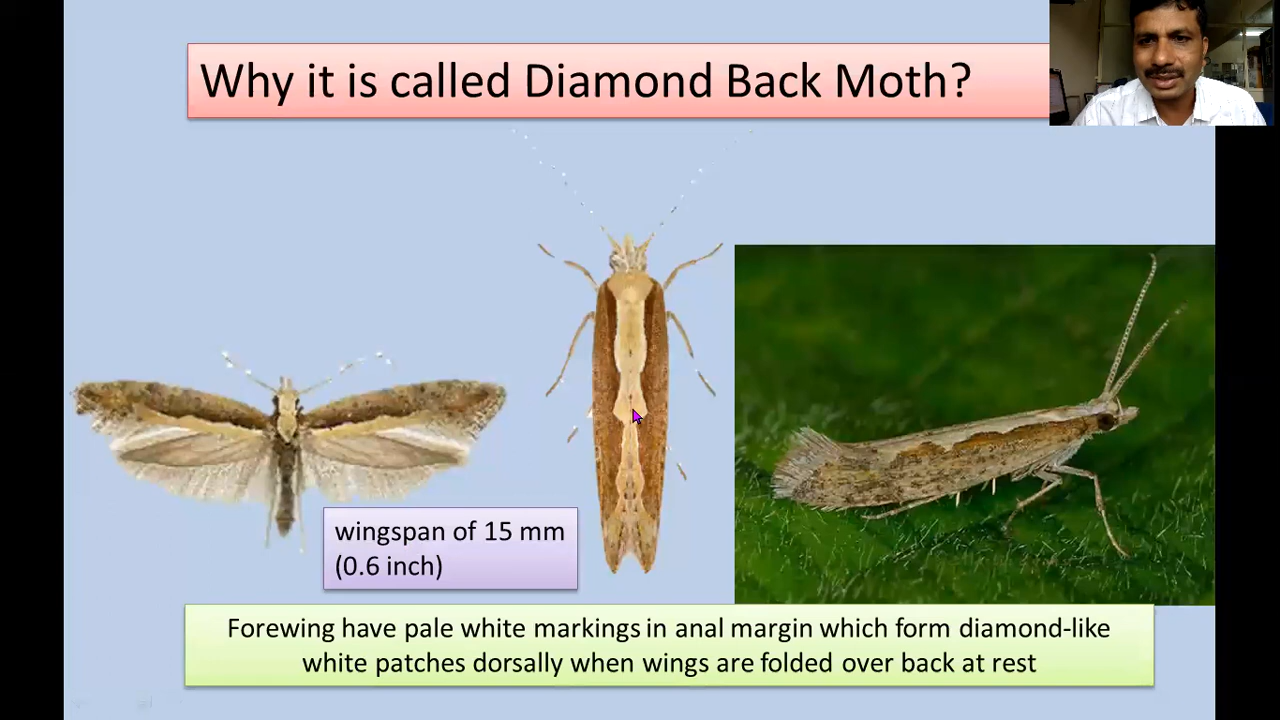 Why it is called Diamond Back Moth?
wingspan of 15 mm
(0.6 inch)
Forewing have pale white markings in anal margin which form diamond-like
white patches dorsally when wings are folded over back at rest